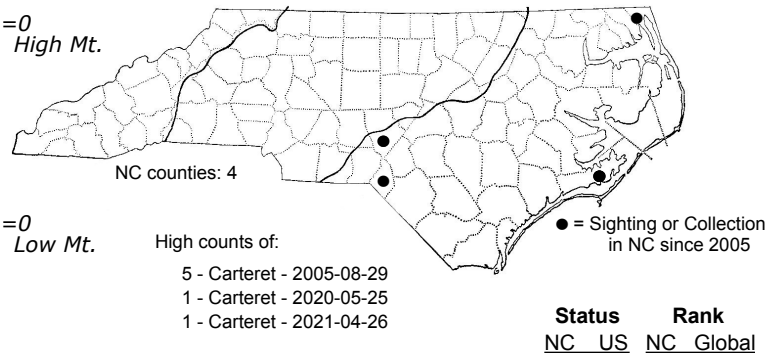 =0
High Mt.
NC counties: 4
=0
Low Mt.
High counts of:
5 - Carteret - 2005-08-29
1 - Carteret - 2020-05-25
1 - Carteret - 2021-04-26
● = Sighting or Collection
in NC since 2005
Status Rank
NC US NC Global